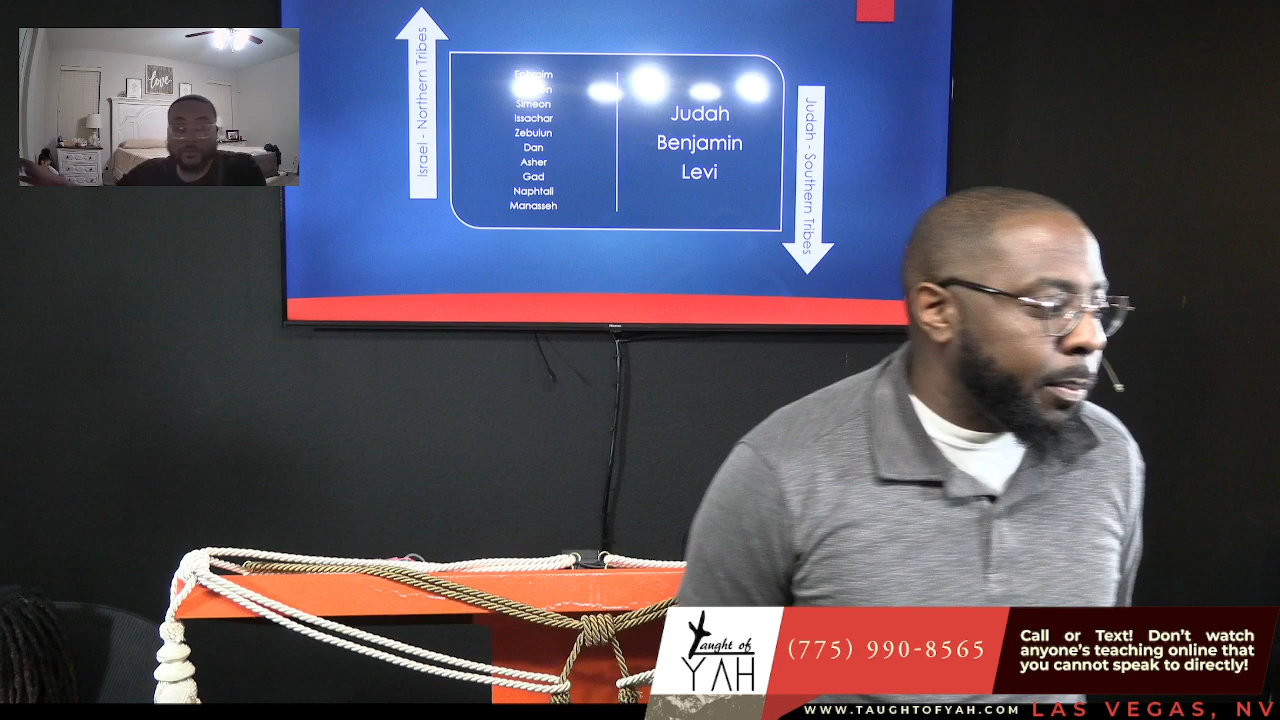 love
Israel - Northern Tribes
Ephraim
Simeon
Issachar
Zebulun
Dan
Asher
Gad
Naphtali
Manasseh
Judah
Benjamin
Levi
Judah - Southern Tribes
Hisense
taught of
YAH
(775) 990-8565
Call or Text! Don't watch
anyone's teaching online that
you cannot speak to directly!
WWW.TAUGHTOFYAH.COM
LAS VEGAS, NV